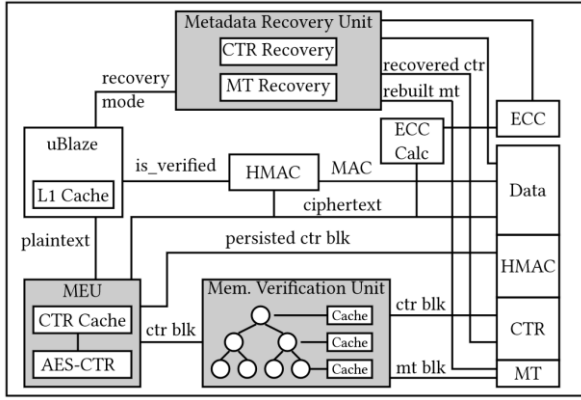 Metadata Recovery Unit
CTR Recovery
MT Recovery
recovery
mode
recovered ctr
rebuilt mt
ECC
ECC
Calc
uBlaze
L1 Cache
is_verified
HMAC
MAC
Data
ciphertext
plaintext
persisted ctr blk
HMAC
MEU
CTR Cache
AES-CTR
ctr blk
Mem. Verification Unit
Cache
Cache
Cache
ctr blk
CTR
mt blk
MT